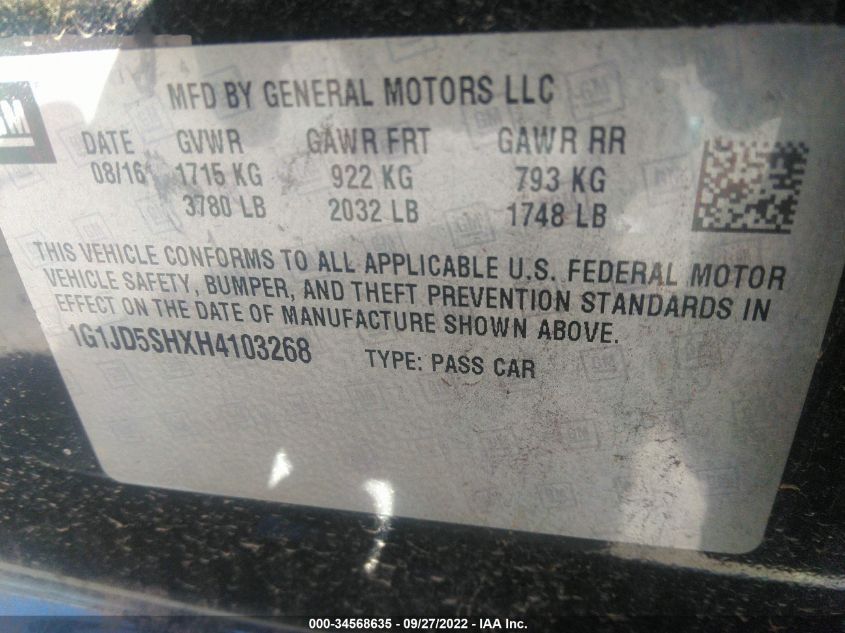 GM
MFD BY GENERAL MOTORS LLC
DATE GVWR GAWR FRT GAWR RR
08/16 1715 KG 922 KG 793 KG
3780 LB 2032 LB 1748 LB
THIS VEHICLE CONFORMS TO ALL APPLICABLE U.S. FEDERAL MOTOR
VEHICLE SAFETY, BUMPER, AND THEFT PREVENTION STANDARDS IN
EFFECT ON THE DATE OF MANUFACTURE SHOWN ABOVE.
1G1JD5SHXH4103268 TYPE: PASS CAR
000-34568635 - 09/27/2022 - IAA Inc.